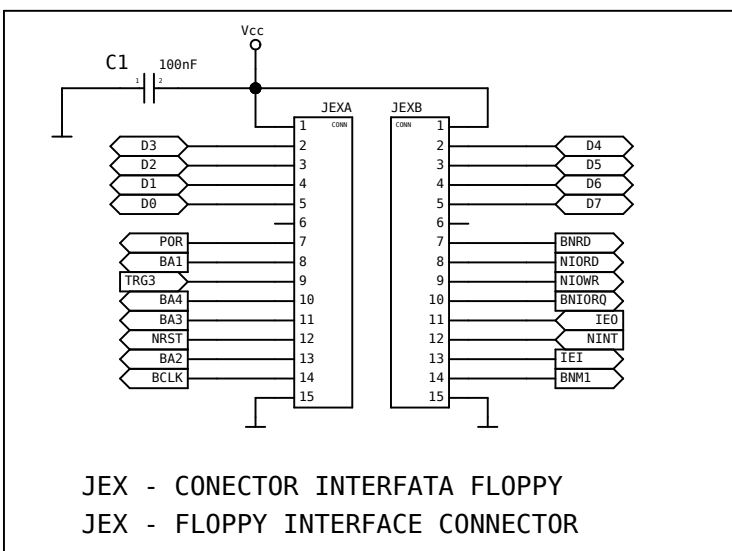 Vcc
C1 100nF
1 2
JEXA JEXB
CONN CONN
1 1
D3 2 2 D4
D2 3 3 D5
D1 4 4 D6
D0 5 5 D7
6 6
POR 7 7 BNRD
BA1 8 8 NIORD
TRG3 9 9 NIOWR
BA4 10 10 BNIORQ
BA3 11 11 IEO
NRST 12 12 NINT
BA2 13 13 IEI
BCLK 14 14 BNM1
15 15
JEX - CONECTOR INTERFATA FLOPPY
JEX - FLOPPY INTERFACE CONNECTOR